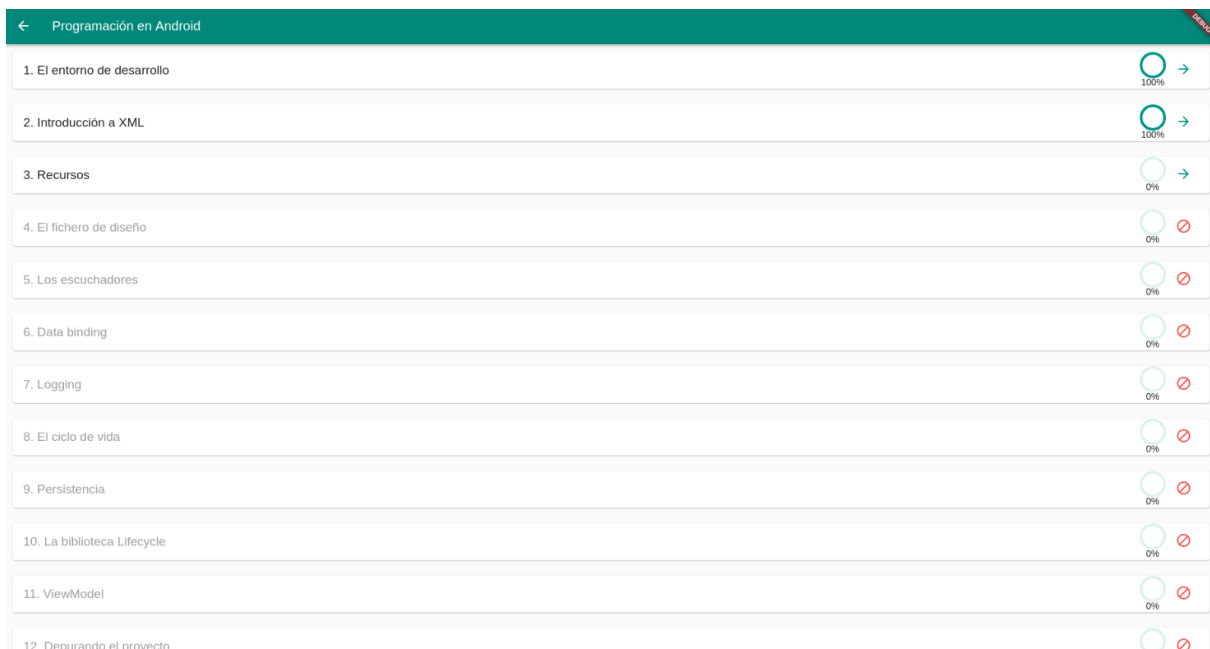 Programación en Android
DEBUG
1. El entorno de desarrollo
100%
2. Introducción a XML
100%
3. Recursos
0%
4. El fichero de diseño
0%
5. Los escuchadores
0%
6. Data binding
0%
7. Logging
0%
8. El ciclo de vida
0%
9. Persistencia
0%
10. La biblioteca Lifecycle
0%
11. ViewModel
0%
12. Depurando el proyecto